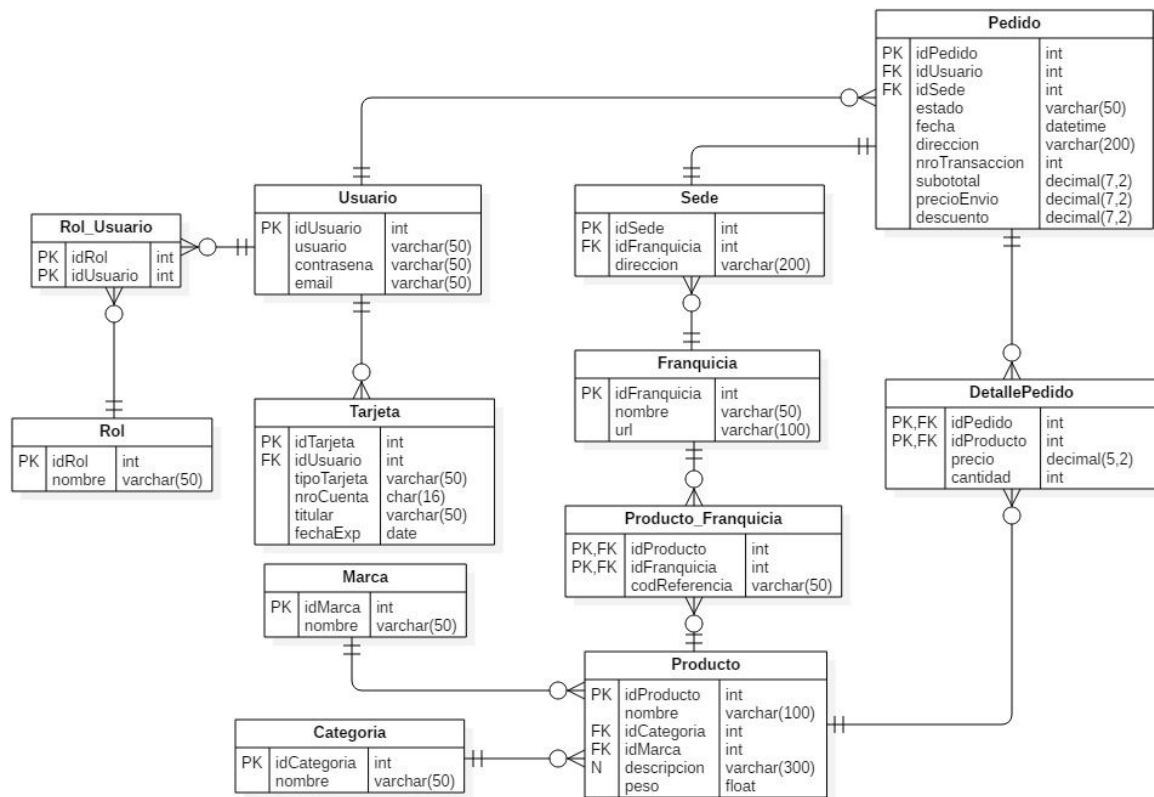 Pedido
PK idPedido int
FK idUsuario int
FK idSede int
estado varchar(50)
fecha datetime
direccion varchar(200)
nroTransaccion int
subototal decimal(7,2)
precioEnvio decimal(7,2)
descuento decimal(7,2)
Usuario
PK idUsuario int
usuario varchar(50)
contrasena varchar(50)
email varchar(50)
Sede
PK idSede int
FK idFranquicia int
direccion varchar(200)
Rol_Usuario
PK idRol int
PK idUsuario int
Franquicia
PK idFranquicia int
nombre varchar(50)
url varchar(100)
DetallePedido
PK,FK idPedido int
PK,FK idProducto int
precio decimal(5,2)
cantidad int
Tarjeta
PK idTarjeta int
FK idUsuario int
tipoTarjeta varchar(50)
nroCuenta char(16)
titular varchar(50)
fechaExp date
Rol
PK idRol int
nombre varchar(50)
Producto_Franquicia
PK,FK idProducto int
PK,FK idFranquicia int
codReferencia varchar(50)
Marca
PK idMarca int
nombre varchar(50)
Producto
PK idProducto int
nombre varchar(100)
FK idCategoria int
FK idMarca int
N descripcion varchar(300)
peso float
Categoria
PK idCategoria int
nombre varchar(50)